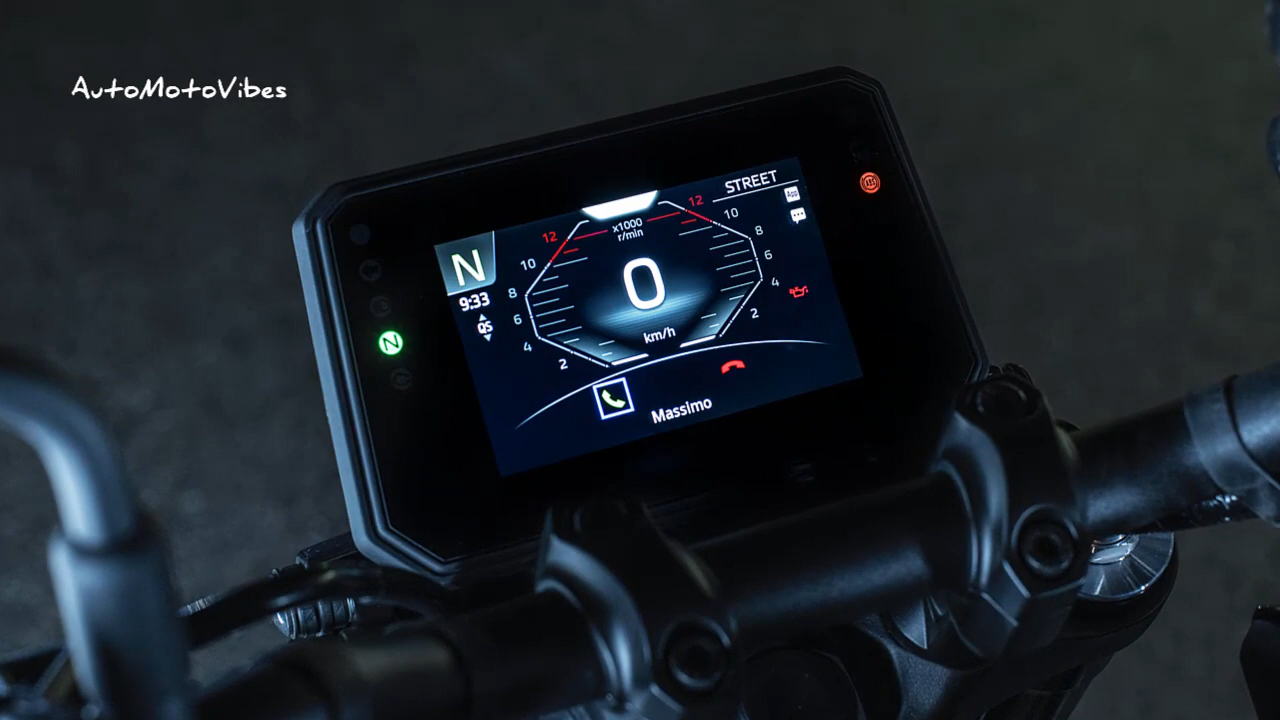 AutoMotoVibes
STREET
N
9:33
QS
x1000
r/min
12
10
8
6
4
2
12
10
8
6
4
2
0
km/h
App
N
Massimo